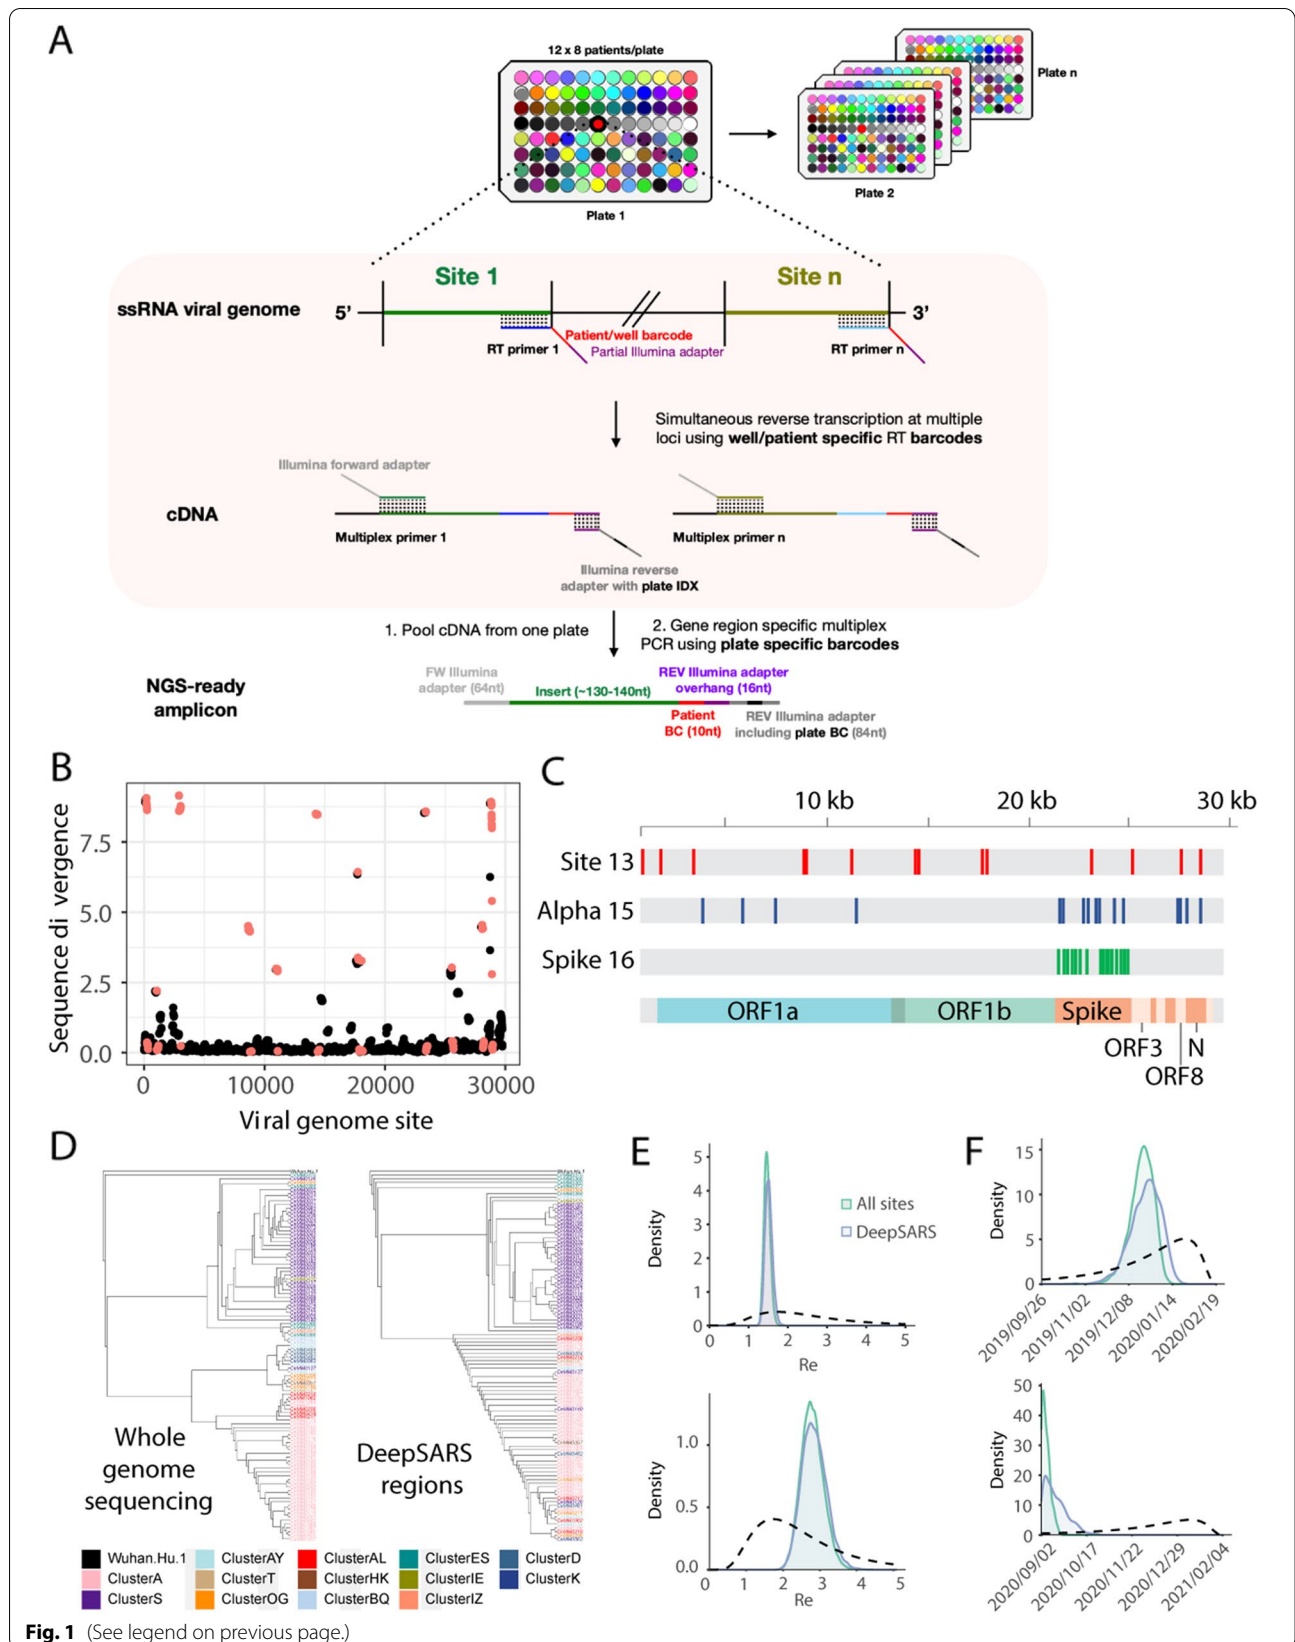 A
12 x 8 patients/plate
Plate 1
Plate 2
Plate n
Site 1
Site n
ssRNA viral genome
5’
3’
Patient/well barcode
RT primer 1
Partial Illumina adapter
RT primer n
Simultaneous reverse transcription at multiple
loci using well/patient specific RT barcodes
Illumina forward adapter
cDNA
Multiplex primer 1
Multiplex primer n
Illumina reverse
adapter with plate IDX
1. Pool cDNA from one plate
2. Gene region specific multiplex
PCR using plate specific barcodes
NGS-ready
amplicon
FW Illumina
adapter (64nt)
Insert (~130-140nt)
REV Illumina adapter
overhang (16nt)
Patient
BC (10nt)
REV Illumina adapter
including plate BC (84nt)
B
Sequence di vergence
7.5
5.0
2.5
0.0
0
10000
20000
30000
Viral genome site
C
10 kb
20 kb
30 kb
Site 13
Alpha 15
Spike 16
ORF1a
ORF1b
Spike
ORF3
N
ORF8
D
Wuhan.Hu.1
Whole
genome
sequencing
DeepSARS
regions
Wuhan.Hu.1
ClusterA
ClusterS
ClusterAY
ClusterT
ClusterOG
ClusterAL
ClusterHK
ClusterBQ
ClusterES
ClusterIE
ClusterIZ
ClusterD
ClusterK
E
Density
5
4
3
2
1
0
0 1 2 3 4 5
Re
All sites
DeepSARS
Density
1.0
0.5
0.0
0 1 2 3 4 5
Re
F
Density
15
10
5
0
2019/09/26
2019/11/02
2019/12/08
2020/01/14
2020/02/19
Density
50
40
30
20
10
0
2020/09/02
2020/10/17
2020/11/22
2020/12/29
2021/02/04
Fig. 1 (See legend on previous page.)